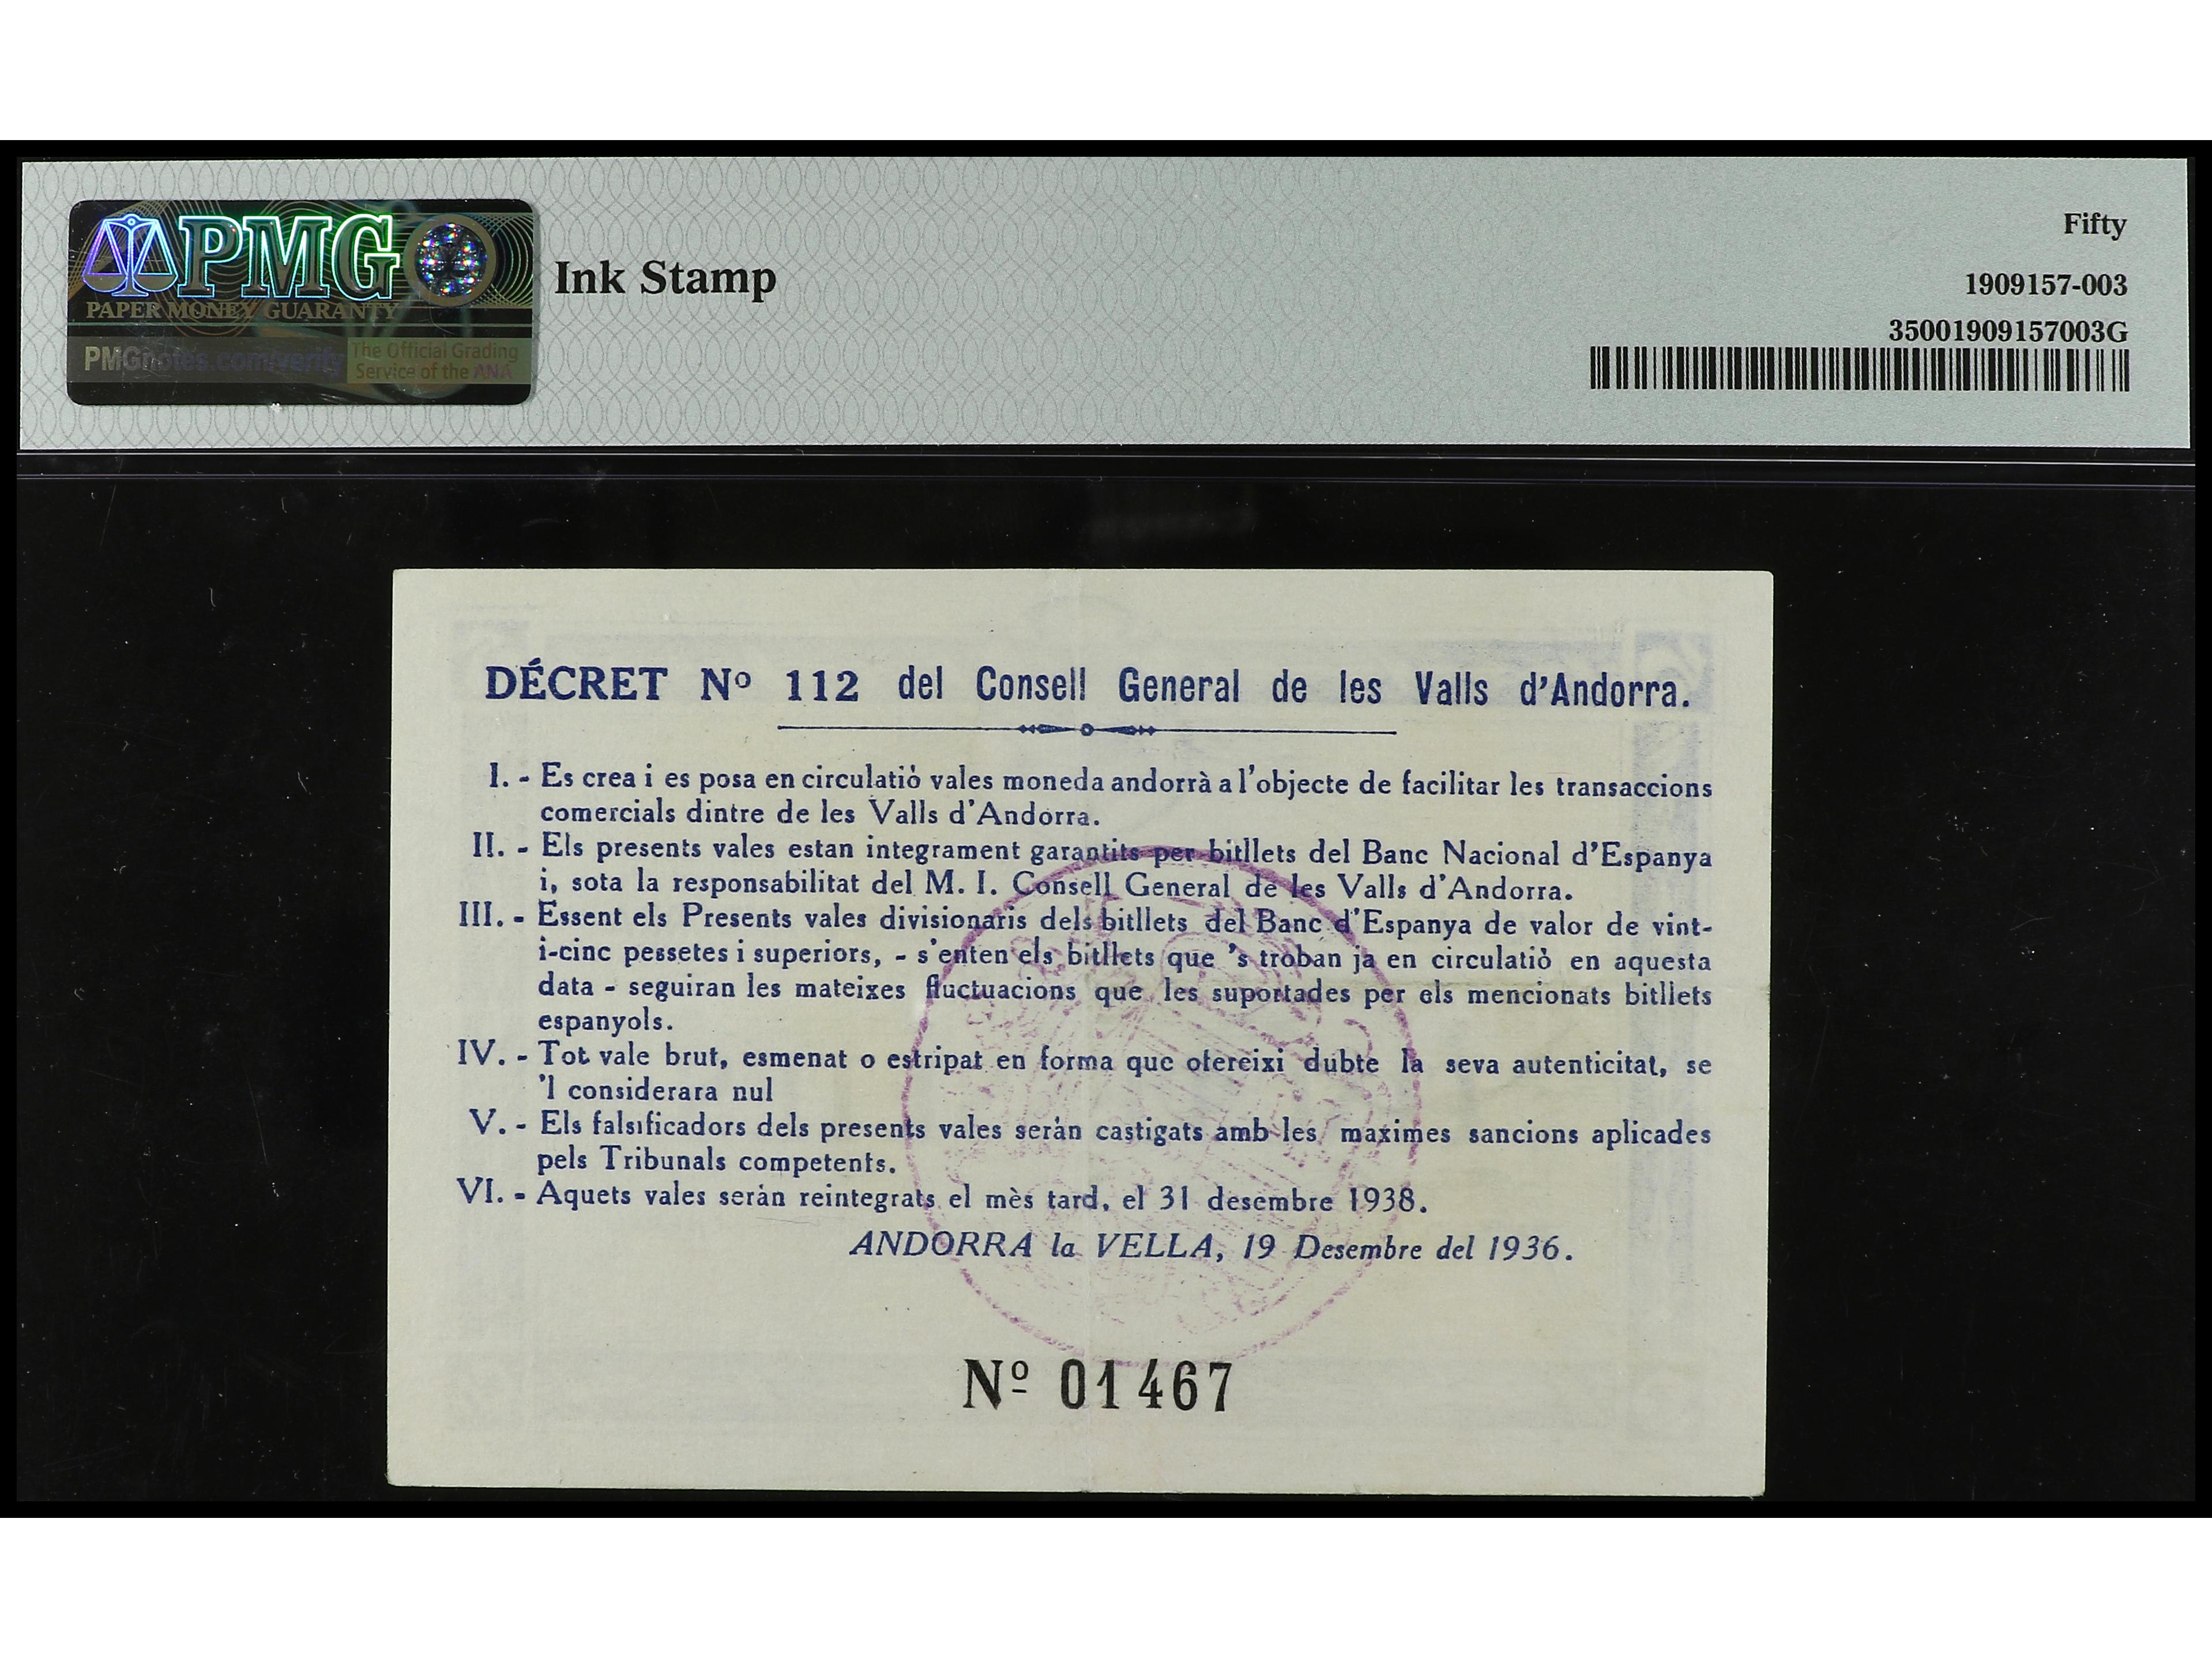 PMG
PAPER MONEY GUARANTY
PMGnotes.com/verify
The Official Grading
Service of the ANA
Ink Stamp
Fifty
1909157-003
35001909157003G
DÉCRET Nº 112 del Consell General de les Valls d'Andorra.
I. - Es crea i es posa en circulatiò vales moneda andorrà a l'objecte de facilitar les transaccions
comercials dintre de les Valls d'Andorra.
II. - Els presents vales estan integrament garantits per bitllets del Banc Nacional d'Espanya
i, sota la responsabilitat del M. I. Consell General de les Valls d'Andorra.
III. - Essent els Presents vales divisionaris dels bitllets del Banc d'Espanya de valor de vint-
i-cinc pessetes i superiors, - s'enten els bitllets que 's troban ja en circulatiò en aquesta
data - seguiran les mateixes fluctuacions que les suportades per els mencionats bitllets
espanyols.
IV. - Tot vale brut, esmenat o estripat en forma que ofereixi dubte la seva autenticitat, se
'l considerara nul
V. - Els falsificadors dels presents vales seràn castigats amb les maximes sancions aplicades
pels Tribunals competents.
VI. - Aquets vales seràn reintegrats el mès tard, el 31 desembre 1938.
ANDORRA la VELLA, 19 Desembre del 1936.
Nº 01467